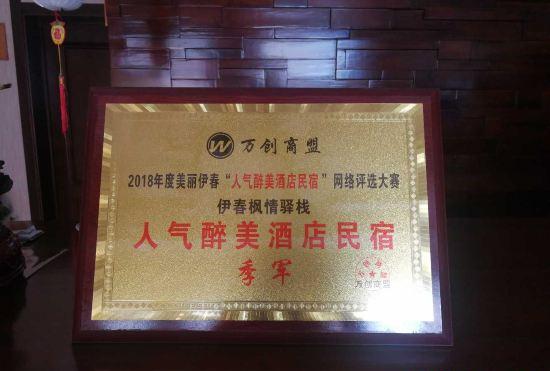 W 万创商盟
2018年度美丽伊春“人气醉美酒店民宿”网络评选大赛
伊春枫情驿栈
人气醉美酒店民宿
季军
万创商盟